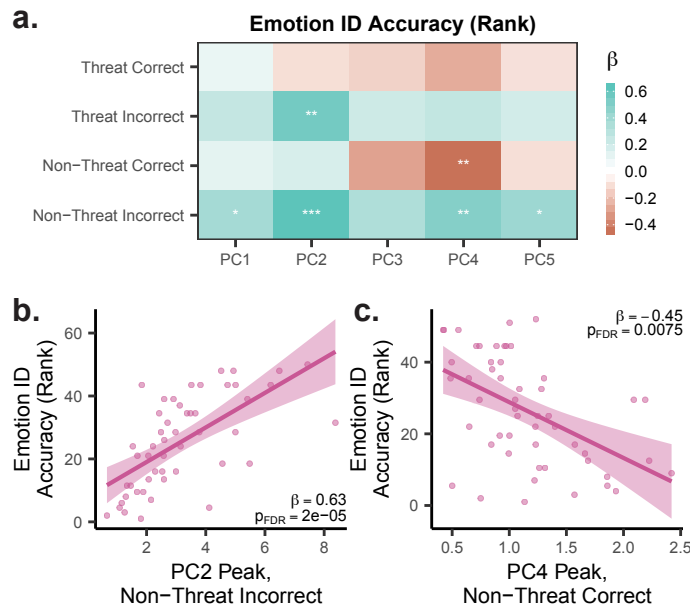 a.
Emotion ID Accuracy (Rank)
Threat Correct
Threat Incorrect
**
Non−Threat Correct
**
Non−Threat Incorrect
* *** ** *
PC1 PC2 PC3 PC4 PC5
β
0.6
0.4
0.2
0.0
−0.2
−0.4
b.
Emotion ID
Accuracy (Rank)
60
40
20
0
2 4 6 8
β = 0.63
pFDR = 2e−05
PC2 Peak,
Non−Threat Incorrect
c.
Emotion ID
Accuracy (Rank)
40
20
0
0.5 1.0 1.5 2.0 2.5
β = −0.45
pFDR = 0.0075
PC4 Peak,
Non−Threat Correct